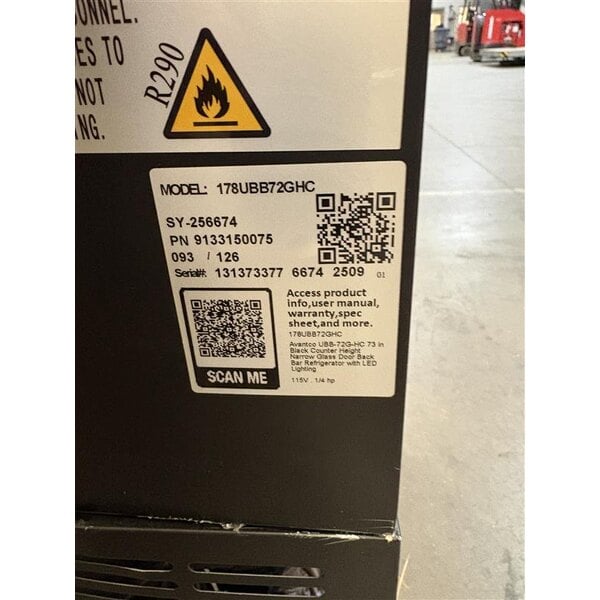 ONNEL.
ES TO
NOT
NG.
R290
MODEL: 178UBB72GHC
SY-256674
PN 9133150075
093 / 126
Serial#: 131373377 6674 2509 01
Access product
info,user manual,
warranty,spec
sheet,and more.
178UBB72GHC
Avantco UBB-72G-HC 73 in
Black Counter Height
Narrow Glass Door Back
Bar Refrigerator with LED
Lighting
115V , 1/4 hp
SCAN ME